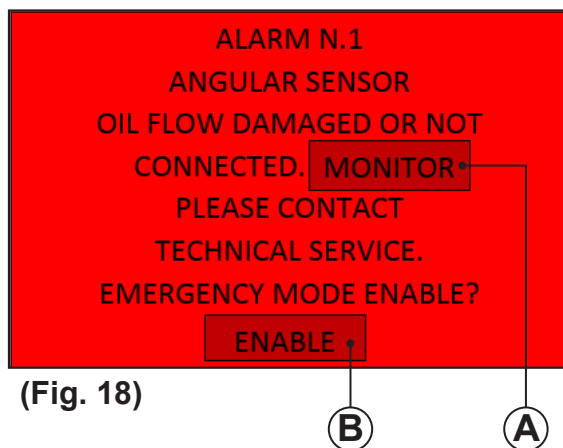 ALARM N.1
ANGULAR SENSOR
OIL FLOW DAMAGED OR NOT
CONNECTED. MONITOR
PLEASE CONTACT
TECHNICAL SERVICE.
EMERGENCY MODE ENABLE?
ENABLE
(Fig. 18)
B A